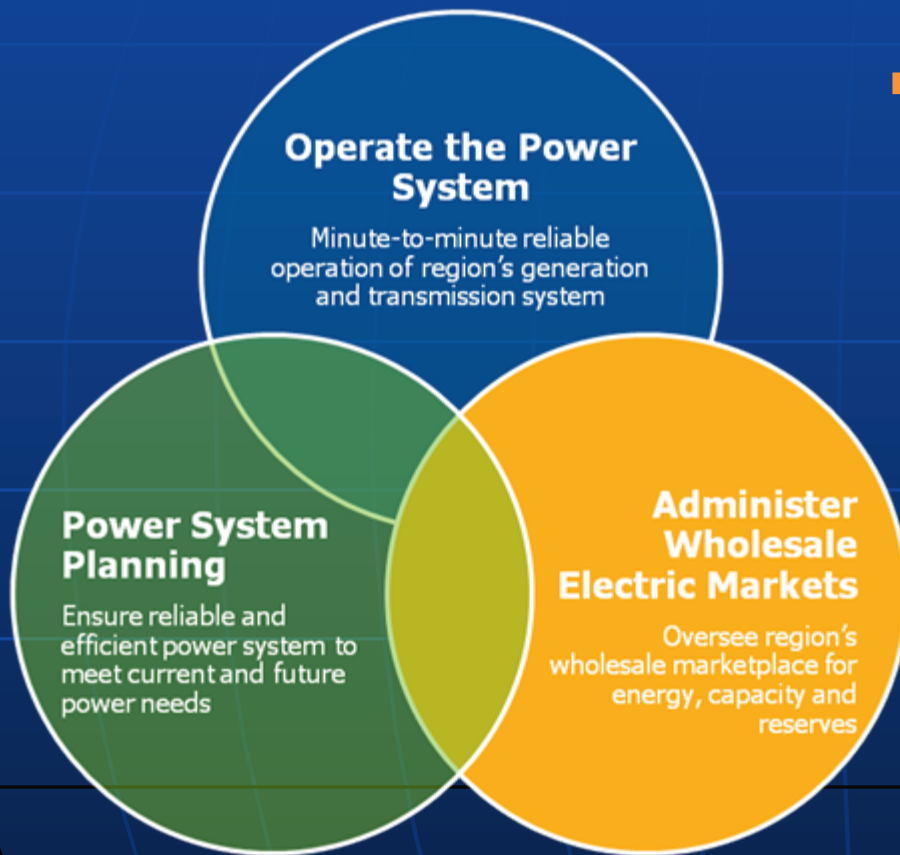 Operate the Power
System
Minute-to-minute reliable
operation of region’s generation
and transmission system
Power System
Planning
Ensure reliable and
efficient power system to
meet current and future
power needs
Administer
Wholesale
Electric Markets
Oversee region’s
wholesale marketplace for
energy, capacity and
reserves